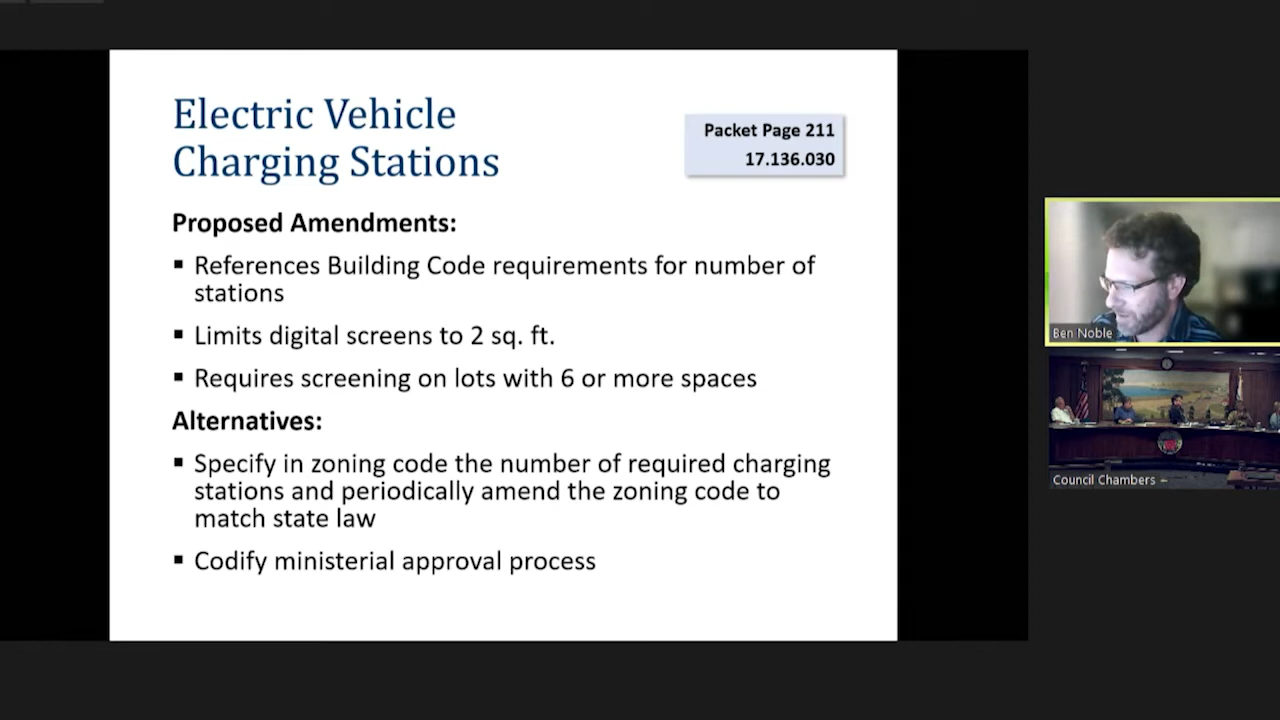 Electric Vehicle
Charging Stations
Packet Page 211
17.136.030
Proposed Amendments:
▪ References Building Code requirements for number of
stations
▪ Limits digital screens to 2 sq. ft.
▪ Requires screening on lots with 6 or more spaces
Alternatives:
▪ Specify in zoning code the number of required charging
stations and periodically amend the zoning code to
match state law
▪ Codify ministerial approval process
Ben Noble
Council Chambers